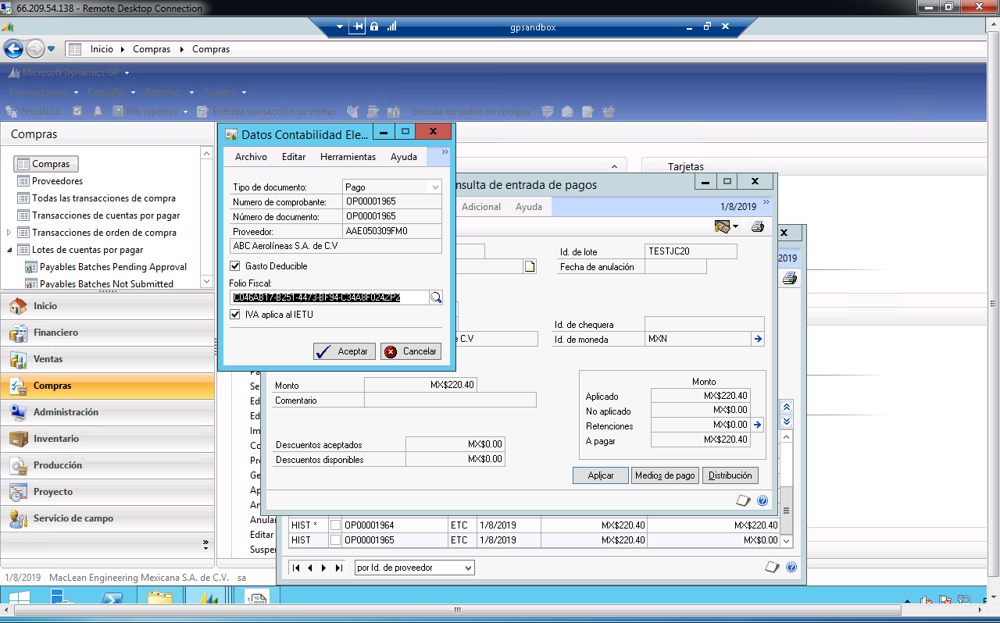 66.209.54.138 - Remote Desktop Connection
gpsandbox
Inicio Compras Compras
Microsoft Dynamics GP
Transacciones Consulta Reportes Tarjetas
SmartList Mis reportes Entrada transacción de ventas Entrada de orden de compra
Compras
Compras
Proveedores
Todas las transacciones de compra
Transacciones de cuentas por pagar
Transacciones de orden de compra
Lotes de cuentas por pagar
Payables Batches Pending Approval
Payables Batches Not Submitted
Inicio
Financiero
Ventas
Compras
Administración
Inventario
Producción
Proyecto
Servicio de campo
Datos Contabilidad Ele...
Archivo Editar Herramientas Ayuda
Tipo de documento: Pago
Numero de comprobante: OP00001965
Número de documento: OP00001965
Proveedor: AAE050309FM0
ABC Aerolíneas S.A. de C.V
Gasto Deducible
Folio Fiscal:
C046AB17-B251-4473-BF94-C34A8F024ZP2
IVA aplica al IETU
Aceptar Cancelar
Tarjetas
nsulta de entrada de pagos
Adicional Ayuda 1/8/2019
Id. de lote TESTJC20
Fecha de anulación
2019
Id. de chequera
e C.V Id. de moneda MXN
Monto MX$220.40
Comentario
Monto
Aplicado MX$220.40
No aplicado MX$0.00
Retenciones MX$0.00
A pagar MX$220.40
Descuentos aceptados MX$0.00
Descuentos disponibles MX$0.00
Aplicar Medios de pago Distribución
Se
Ed
Ed
Im
Co
Pr
Ge
Ap
An
Anular
Editar
Suspe
HIST * OP00001964 ETC 1/8/2019 MX$220.40 MX$220.40
HIST OP00001965 ETC 1/8/2019 MX$220.40 MX$0.00
por Id. de proveedor
1/8/2019 MacLean Engineering Mexicana S.A. de C.V. sa